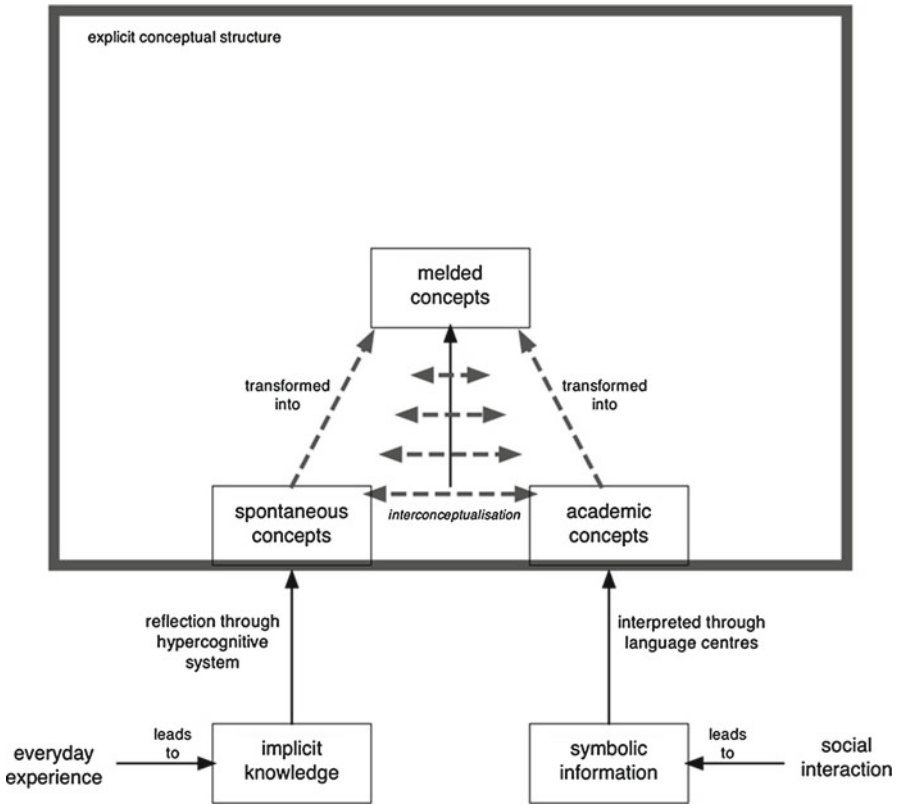 explicit conceptual structure
melded
concepts
transformed
into
transformed
into
spontaneous
concepts
interconceptualisation
academic
concepts
reflection through
hypercognitive
system
interpreted through
language centres
everyday
experience
leads
to
implicit
knowledge
symbolic
information
leads
to
social
interaction